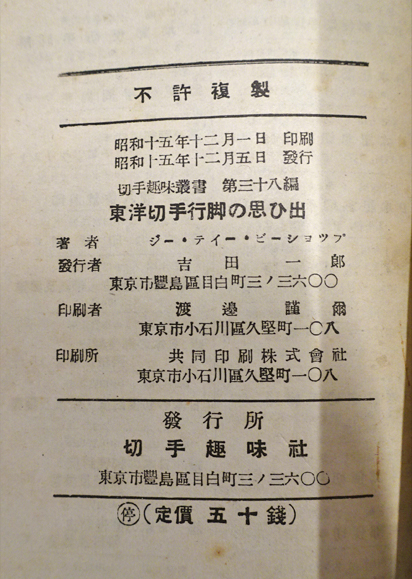 不許複製
昭和十五年十二月一日 印刷
昭和十五年十二月五日 發行
切手趣味叢書 第三十八編
東洋切手行脚の思ひ出
著者 ジー・テイー・ビーショップ
發行者 吉田一郎
東京市豐島區目白町三ノ三六〇〇
印刷者 渡邊謹爾
東京市小石川區久堅町一〇八
印刷所 共同印刷株式會社
東京市小石川區久堅町一〇八
發行所
切手趣味社
東京市豐島區目白町三ノ三六〇〇
停(定價五十錢)